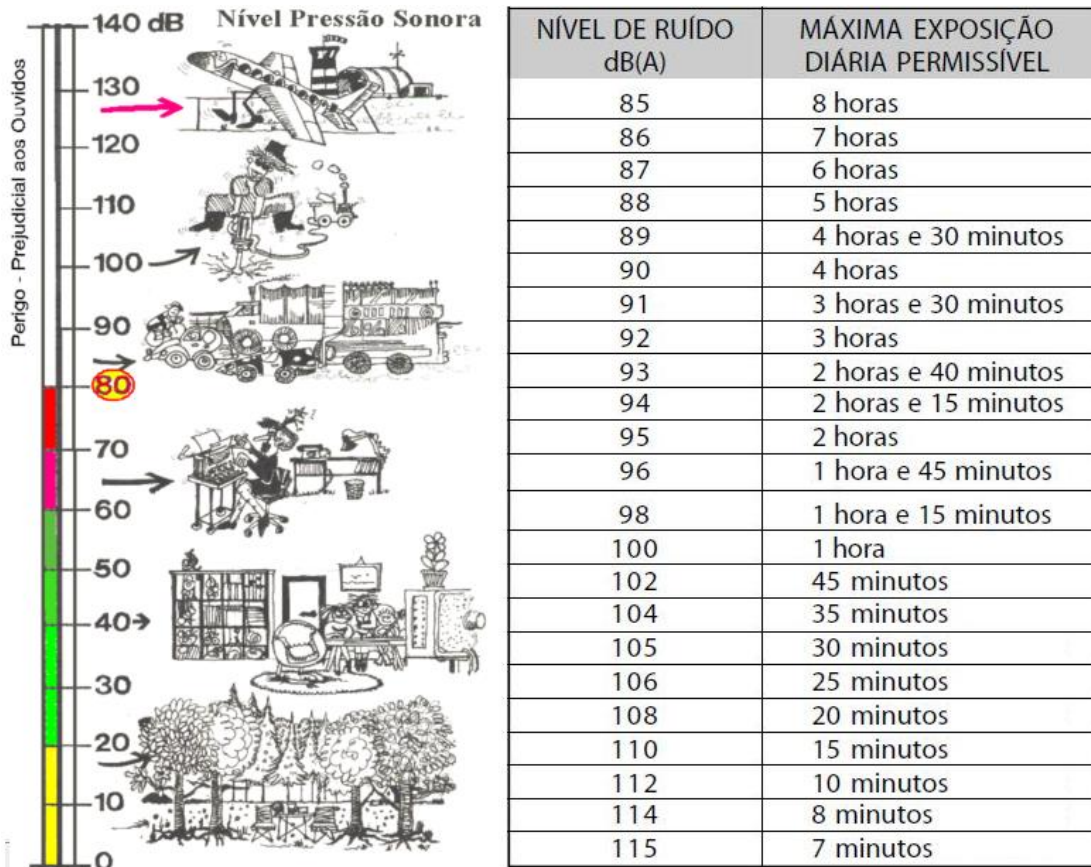 Nível Pressão Sonora
Perigo - Prejudicial aos Ouvidos
140 dB
130
120
110
100
90
80
70
60
50
40
30
20
10
0
NÍVEL DE RUÍDO dB(A) MÁXIMA EXPOSIÇÃO DIÁRIA PERMISSÍVEL
85 8 horas
86 7 horas
87 6 horas
88 5 horas
89 4 horas e 30 minutos
90 4 horas
91 3 horas e 30 minutos
92 3 horas
93 2 horas e 40 minutos
94 2 horas e 15 minutos
95 2 horas
96 1 hora e 45 minutos
98 1 hora e 15 minutos
100 1 hora
102 45 minutos
104 35 minutos
105 30 minutos
106 25 minutos
108 20 minutos
110 15 minutos
112 10 minutos
114 8 minutos
115 7 minutos